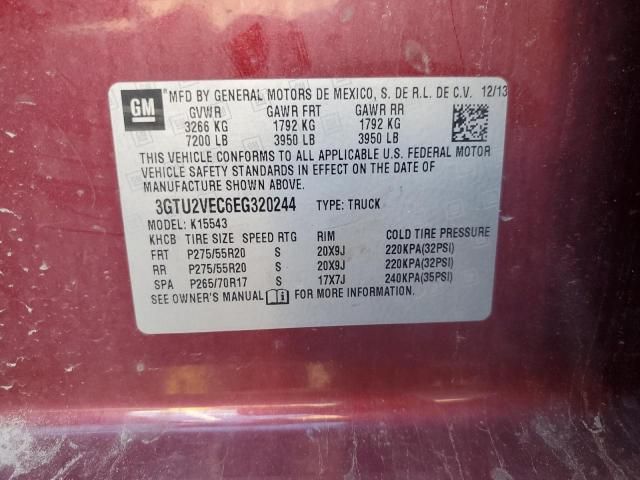 GM
MFD BY GENERAL MOTORS DE MEXICO, S. DE R.L. DE C.V. 12/13
GVWR GAWR FRT GAWR RR
3266 KG 1792 KG 1792 KG
7200 LB 3950 LB 3950 LB
THIS VEHICLE CONFORMS TO ALL APPLICABLE U.S. FEDERAL MOTOR
VEHICLE SAFETY STANDARDS IN EFFECT ON THE DATE OF
MANUFACTURE SHOWN ABOVE.
3GTU2VEC6EG320244 TYPE: TRUCK
MODEL: K15543
KHCB TIRE SIZE SPEED RTG RIM COLD TIRE PRESSURE
FRT P275/55R20 S 20X9J 220KPA(32PSI)
RR P275/55R20 S 20X9J 220KPA(32PSI)
SPA P265/70R17 S 17X7J 240KPA(35PSI)
SEE OWNER'S MANUAL FOR MORE INFORMATION.